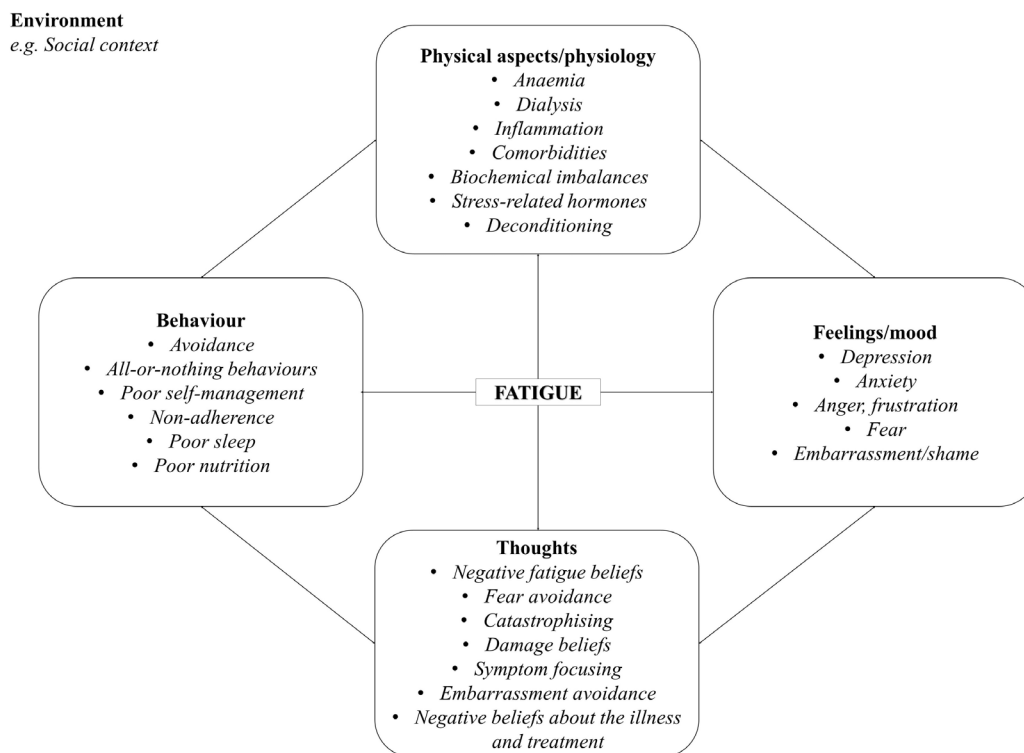 Environment
e.g. Social context
Physical aspects/physiology
• Anaemia
• Dialysis
• Inflammation
• Comorbidities
• Biochemical imbalances
• Stress-related hormones
• Deconditioning
Behaviour
• Avoidance
• All-or-nothing behaviours
• Poor self-management
• Non-adherence
• Poor sleep
• Poor nutrition
FATIGUE
Feelings/mood
• Depression
• Anxiety
• Anger, frustration
• Fear
• Embarrassment/shame
Thoughts
• Negative fatigue beliefs
• Fear avoidance
• Catastrophising
• Damage beliefs
• Symptom focusing
• Embarrassment avoidance
• Negative beliefs about the illness
and treatment